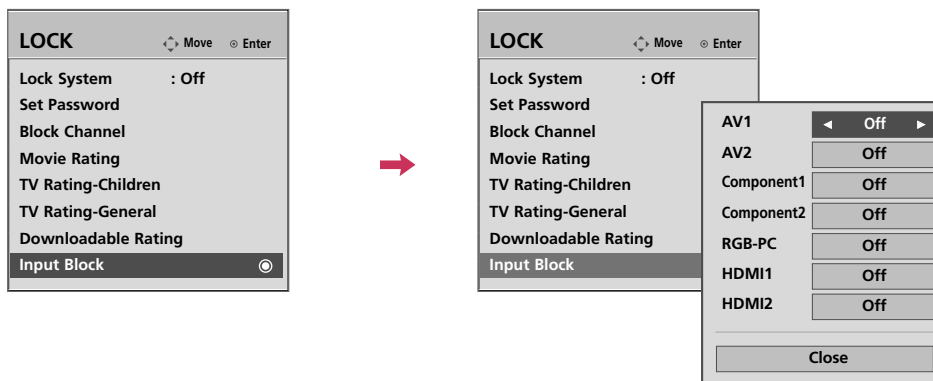 LOCK Move Enter
Lock System : Off
Set Password
Block Channel
Movie Rating
TV Rating-Children
TV Rating-General
Downloadable Rating
Input Block
LOCK Move Enter
Lock System : Off
Set Password
Block Channel
Movie Rating
TV Rating-Children
TV Rating-General
Downloadable Rating
Input Block
AV1 Off
AV2 Off
Component1 Off
Component2 Off
RGB-PC Off
HDMI1 Off
HDMI2 Off
Close